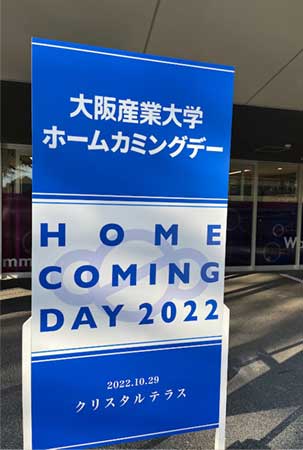 大阪産業大学
ホームカミングデー
HOME
COMING
DAY 2022
2022.10.29
クリスタルテラス